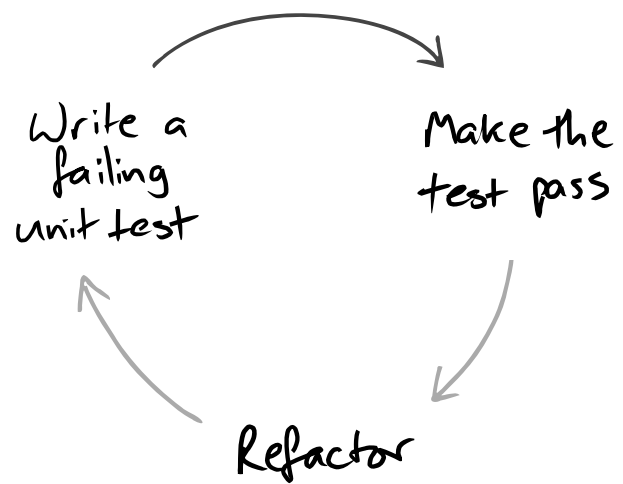 Write a
failing
unit test
Make the
test pass
Refactor